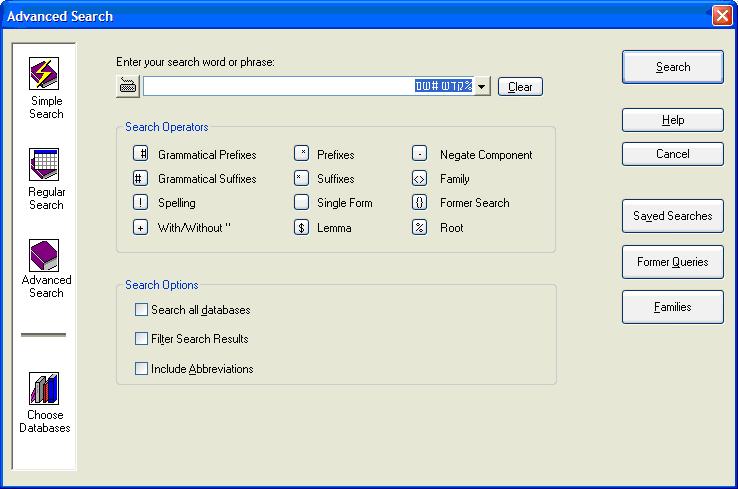 Advanced Search
Enter your search word or phrase:
%קדש #שם
Clear
Simple
Search
Regular
Search
Advanced
Search
Choose
Databases
Search Operators
# Grammatical Prefixes
* Prefixes
- Negate Component
# Grammatical Suffixes
* Suffixes
<> Family
! Spelling
Single Form
{} Former Search
+ With/Without "
$ Lemma
% Root
Search Options
Search all databases
Filter Search Results
Include Abbreviations
Search
Help
Cancel
Saved Searches
Former Queries
Families